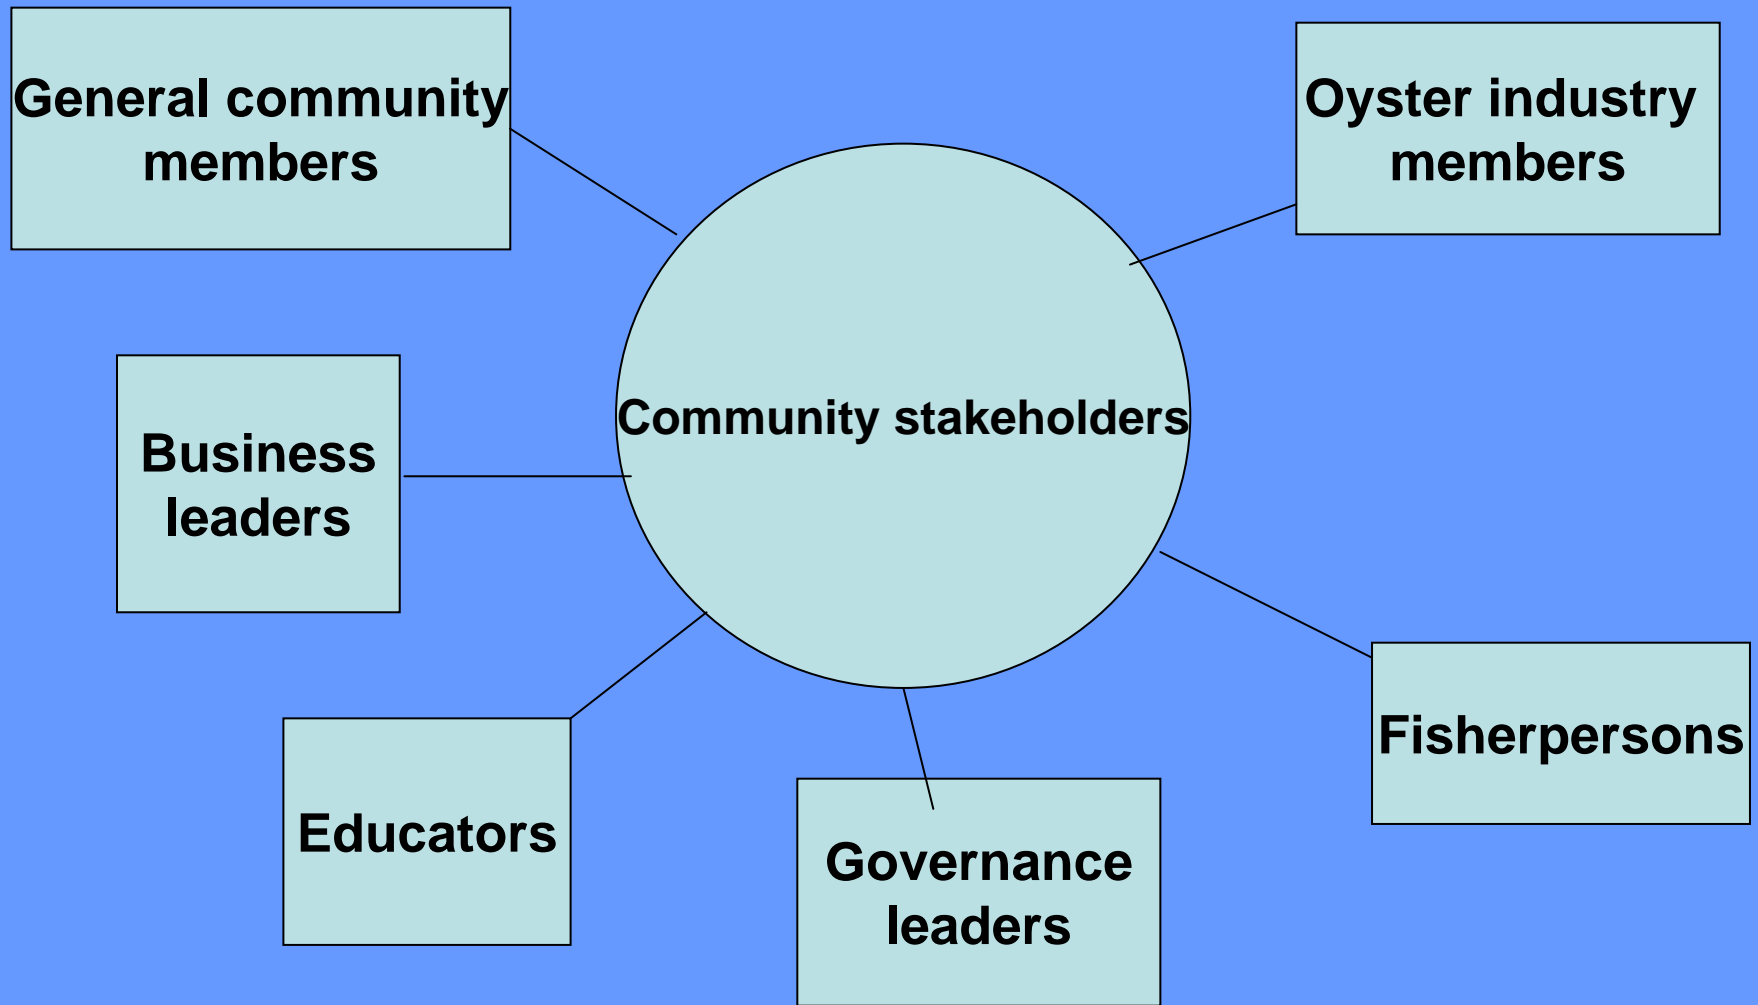 General community
members
Oyster industry
members
Community stakeholders
Business
leaders
Fisherpersons
Educators
Governance
leaders